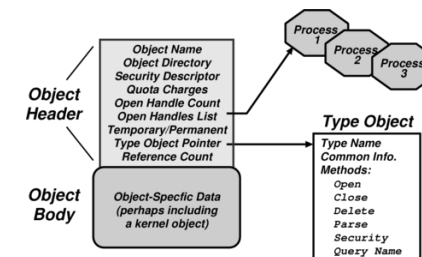 Object Header
Object Name
Object Directory
Security Descriptor
Quota Charges
Open Handle Count
Open Handles List
Temporary/Permanent
Type Object Pointer
Reference Count
Object Body
Object-Specfic Data
(perhaps including
a kernel object)
Process
1
Process
2
Process
3
Type Object
Type Name
Common Info.
Methods:
Open
Close
Delete
Parse
Security
Query Name